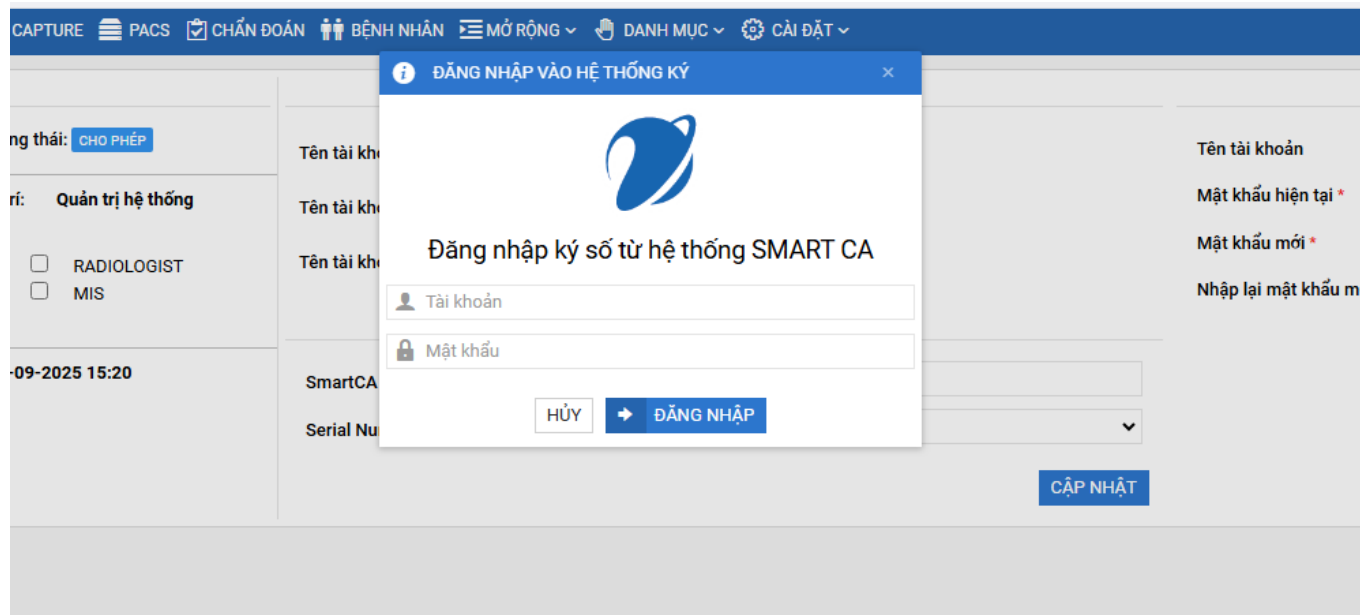 CAPTURE PACS CHẨN ĐOÁN BỆNH NHÂN MỞ RỘNG DANH MỤC CÀI ĐẶT
ĐĂNG NHẬP VÀO HỆ THỐNG KÝ ×
ng thái: CHO PHÉP
rí: Quản trị hệ thống
RADIOLOGIST
MIS
-09-2025 15:20
Tên tài kh
Tên tài kh
Tên tài kh
SmartCA
Serial Nu
Đăng nhập ký số từ hệ thống SMART CA
Tài khoản
Mật khẩu
HỦY ĐĂNG NHẬP
CẬP NHẬT
Tên tài khoản
Mật khẩu hiện tại *
Mật khẩu mới *
Nhập lại mật khẩu m